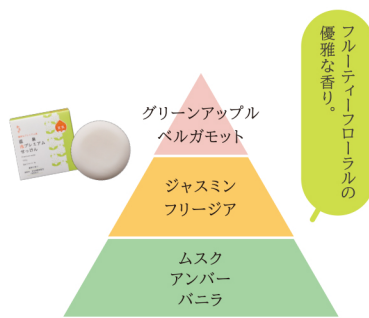 フルーティーフローラルの
優雅な香り。
グリーンアップル
ベルガモット
ジャスミン
フリージア
ムスク
アンバー
バニラ